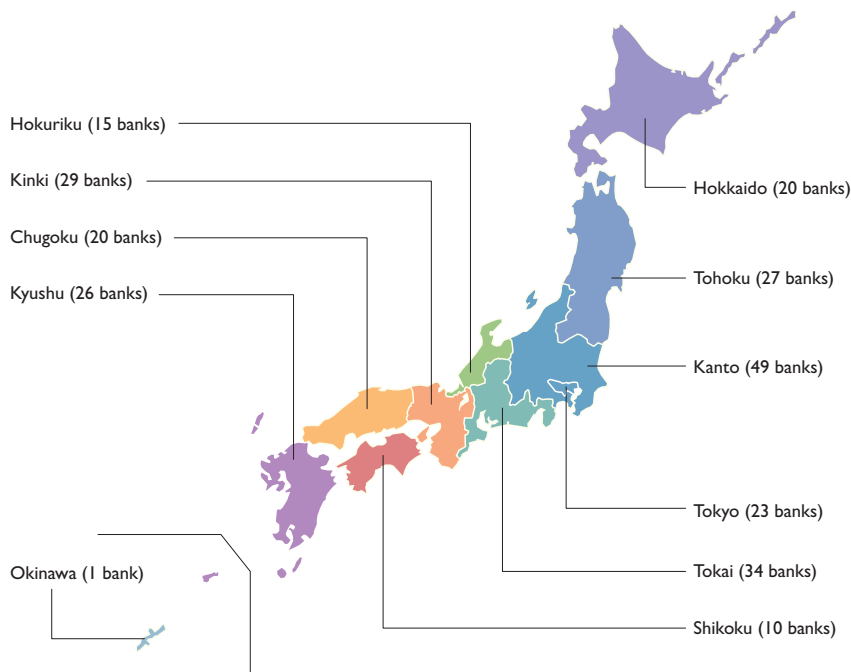 Hokuriku (15 banks)
Kinki (29 banks)
Chugoku (20 banks)
Kyushu (26 banks)
Okinawa (1 bank)
Hokkaido (20 banks)
Tohoku (27 banks)
Kanto (49 banks)
Tokyo (23 banks)
Tokai (34 banks)
Shikoku (10 banks)